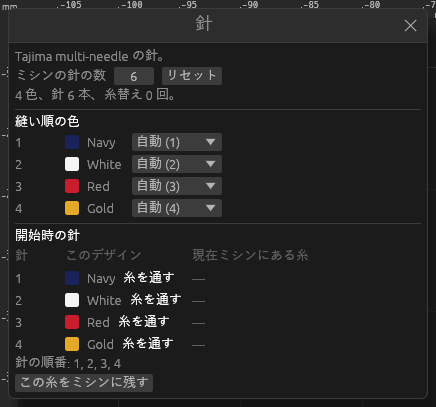 mm -105 -100 -95 -90 -85 -80
針
Tajima multi-needle の針。
ミシンの針の数 6 リセット
4 色、針 6 本、糸替え 0 回。
縫い順の色
1 Navy 自動 (1)
2 White 自動 (2)
3 Red 自動 (3)
4 Gold 自動 (4)
開始時の針
針 このデザイン 現在ミシンにある糸
1 Navy 糸を通す —
2 White 糸を通す —
3 Red 糸を通す —
4 Gold 糸を通す —
針の順番: 1, 2, 3, 4
この糸をミシンに残す